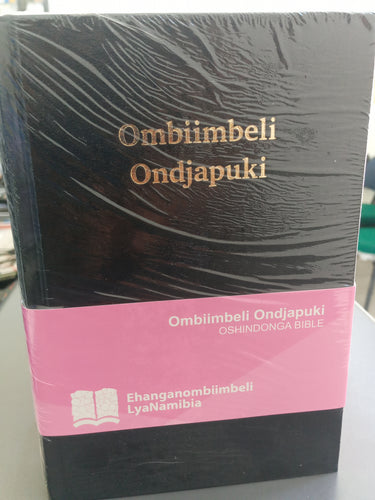 Ombiimbeli
Ondjapuki
Ombiimbeli Ondjapuki
OSHINDONGA BIBLE
Ehanganombiimbeli
LyaNamibia